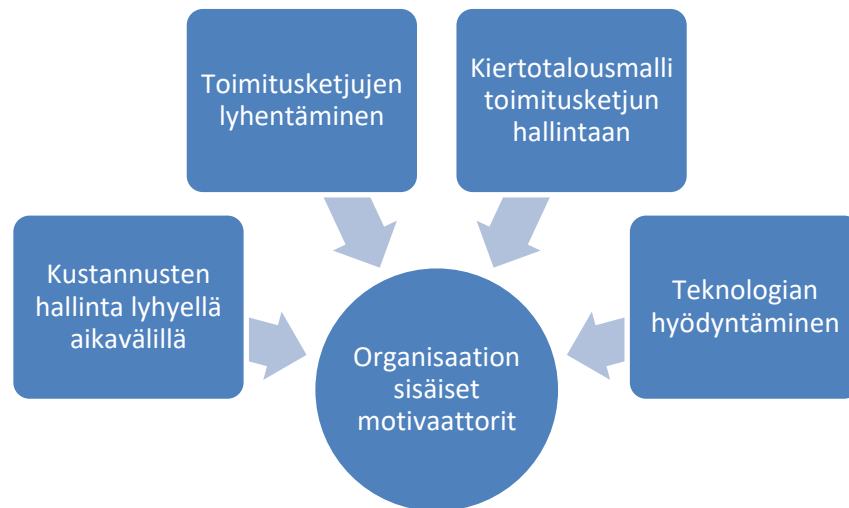 Toimitusketjujen
lyhentäminen
Kiertotalousmalli
toimitusketjun
hallintaan
Kustannusten
hallinta lyhyellä
aikavälillä
Teknologian
hyödyntäminen
Organisaation
sisäiset
motivaattorit